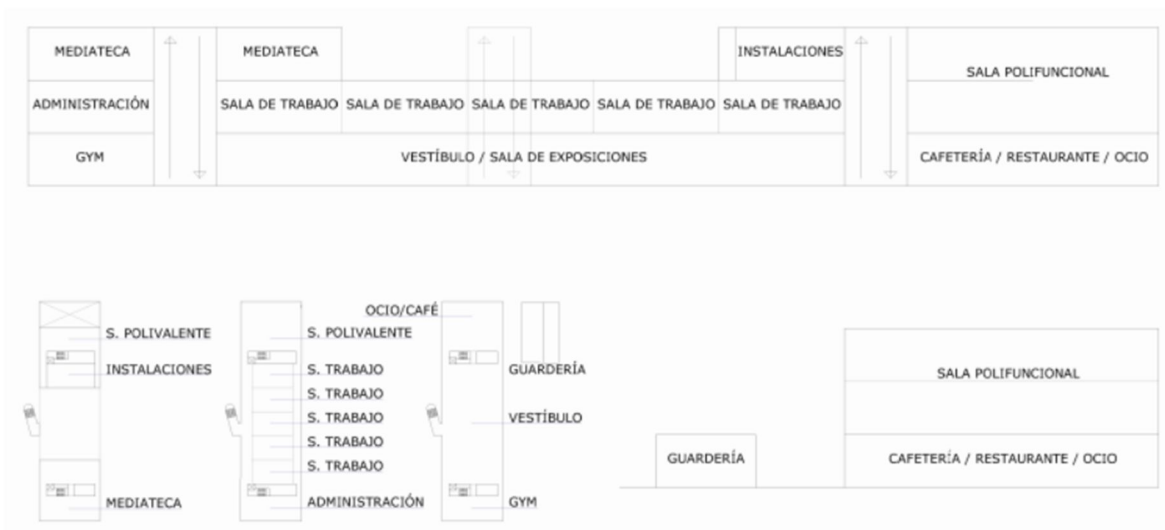 MEDIATECA MEDIATECA INSTALACIONES
SALA POLIFUNCIONAL
ADMINISTRACIÓN SALA DE TRABAJO SALA DE TRABAJO SALA DE TRABAJO SALA DE TRABAJO SALA DE TRABAJO
GYM VESTÍBULO / SALA DE EXPOSICIONES CAFETERÍA / RESTAURANTE / OCIO
S. POLIVALENTE
INSTALACIONES
MEDIATECA
S. POLIVALENTE
S. TRABAJO
S. TRABAJO
S. TRABAJO
S. TRABAJO
S. TRABAJO
ADMINISTRACIÓN
OCIO/CAFÉ
GUARDERÍA
VESTÍBULO
GYM
GUARDERÍA
SALA POLIFUNCIONAL
CAFETERÍA / RESTAURANTE / OCIO